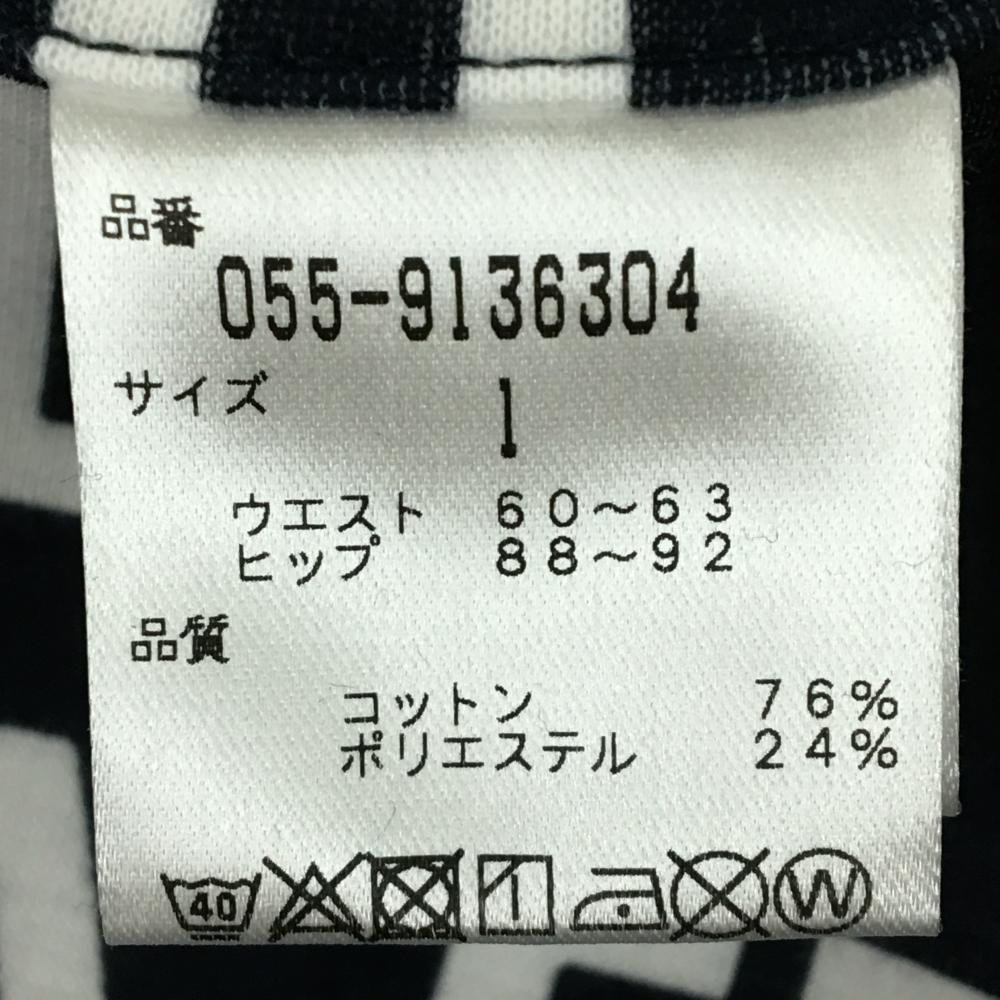 品番
055-9136304
サイズ 1
ウエスト 60〜63
ヒップ 88〜92
品質
コットン 76%
ポリエステル 24%
40 W